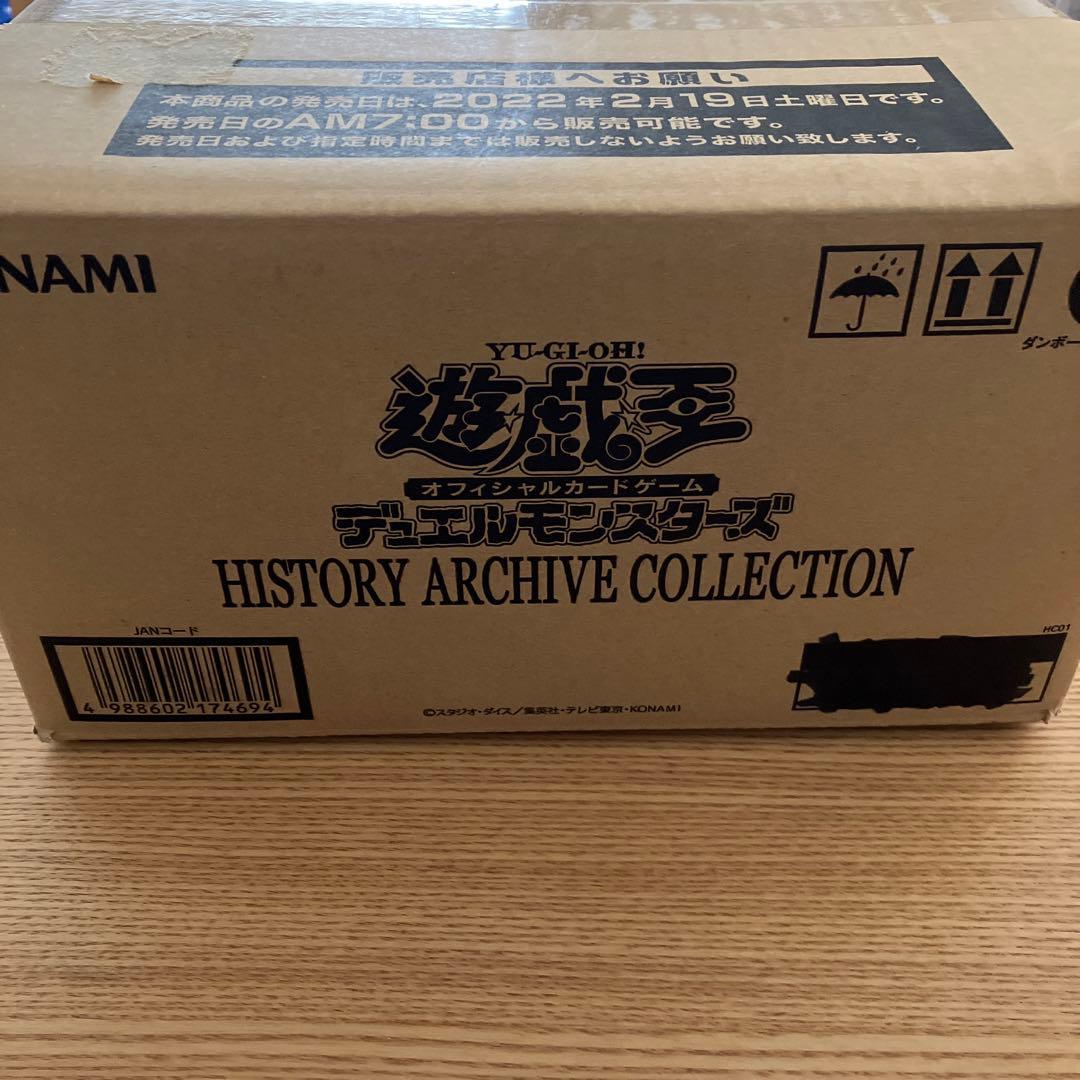 販売店様へお願い
本商品の発売日は、2022年2月19日土曜日です。
発売日のAM7:00から販売可能です。
発売日および指定時間までは販売しないようお願い致します。
NAMI
YU-GI-OH!
遊☆戯☆王
オフィシャルカードゲーム
デュエルモンスターズ
HISTORY ARCHIVE COLLECTION
ダンボー
JANコード
4 988602 174694
HC01
©スタジオ・ダイス/集英社・テレビ東京・KONAMI